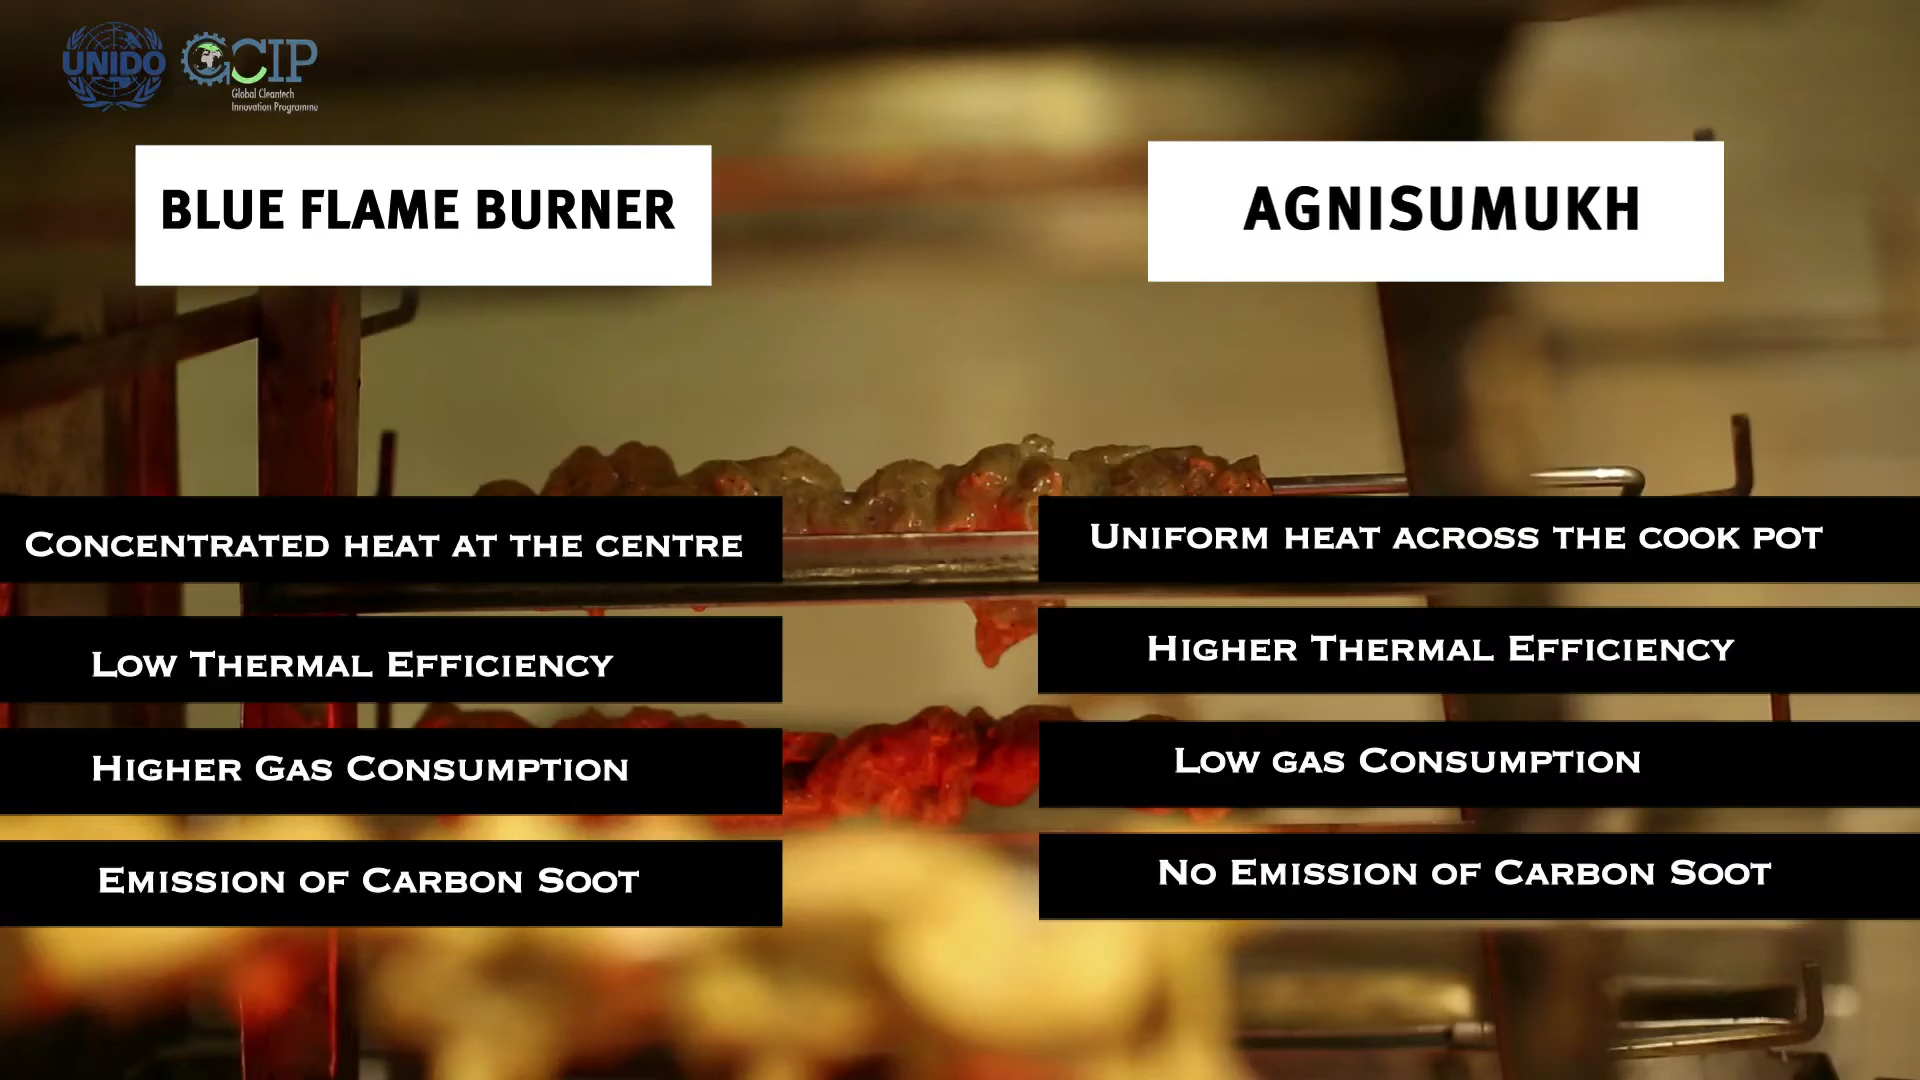 UNIDO
GCIP
Global Cleantech
Innovation Programme
BLUE FLAME BURNER
AGNISUMUKH
CONCENTRATED HEAT AT THE CENTRE
UNIFORM HEAT ACROSS THE COOK POT
LOW THERMAL EFFICIENCY
HIGHER THERMAL EFFICIENCY
HIGHER GAS CONSUMPTION
LOW GAS CONSUMPTION
EMISSION OF CARBON SOOT
NO EMISSION OF CARBON SOOT